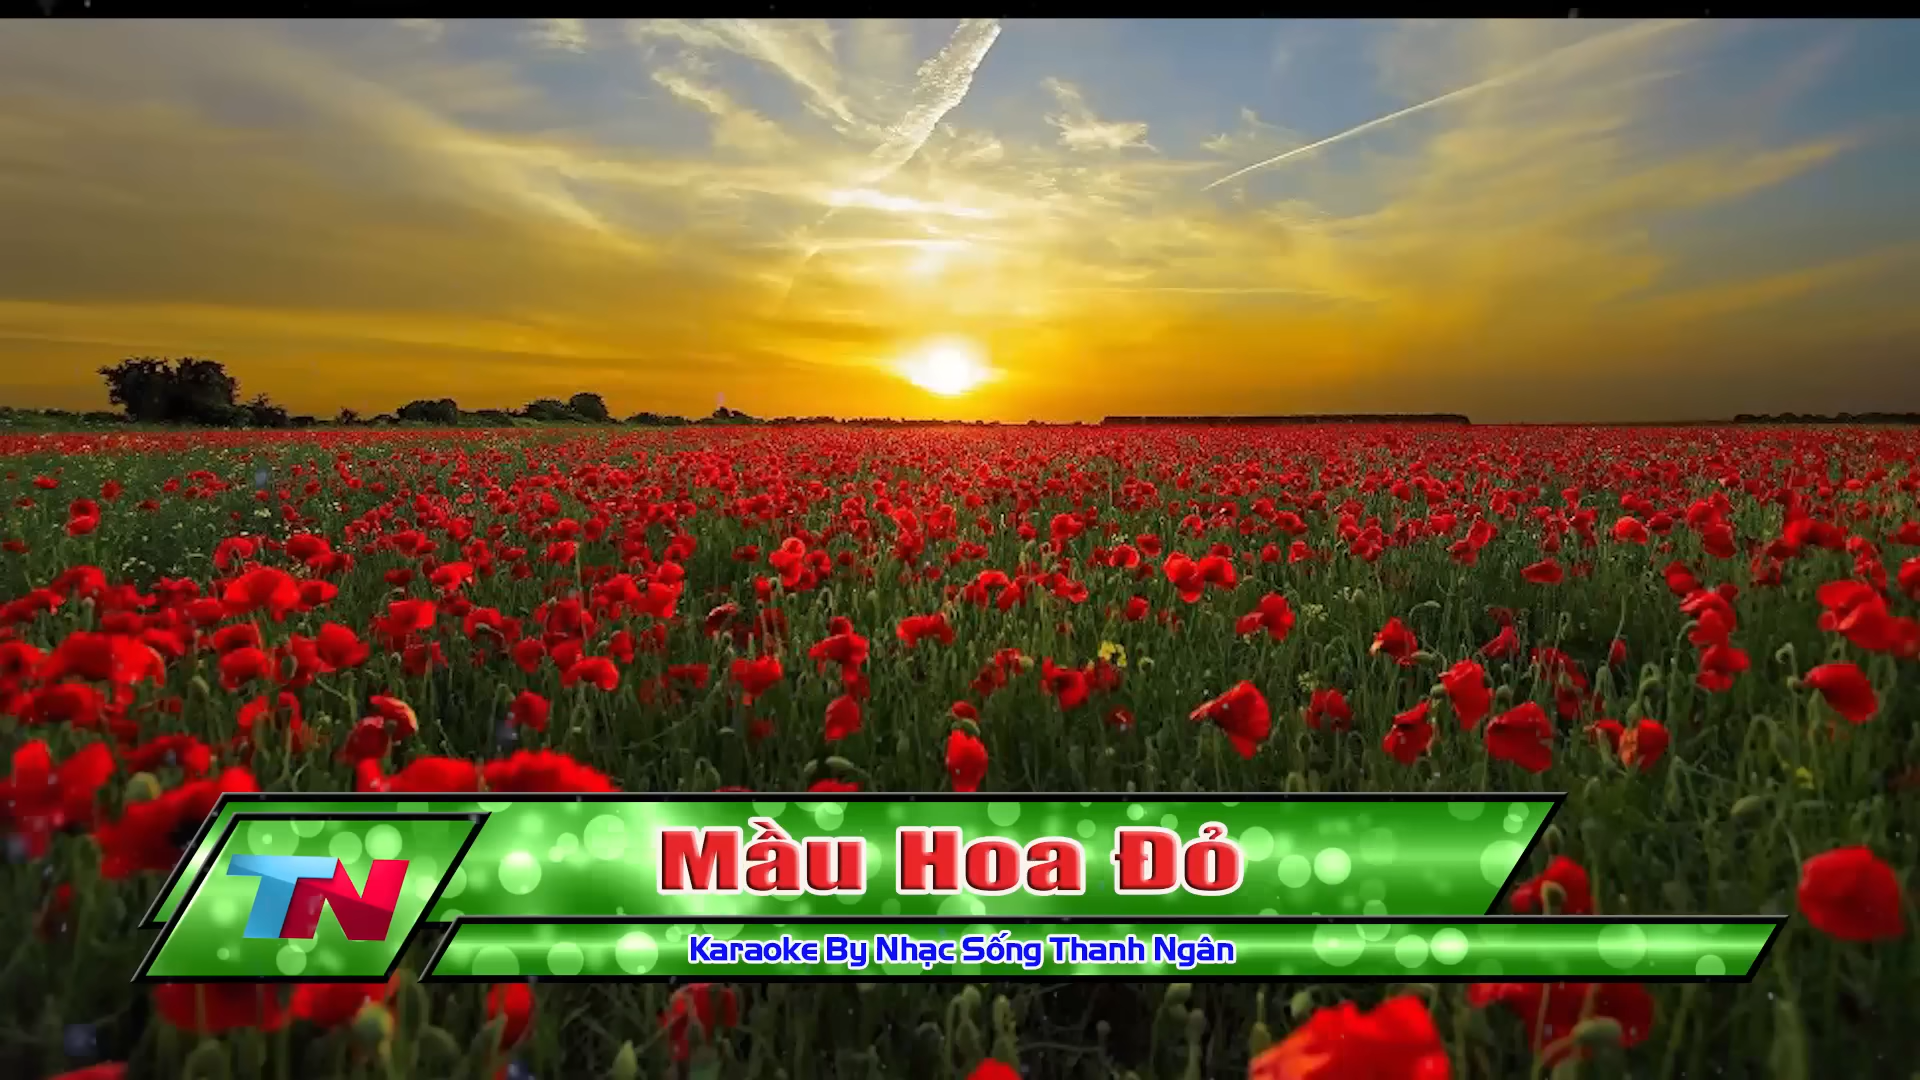 Mầu Hoa Đỏ
TN
Karaoke By Nhạc Sống Thanh Ngân